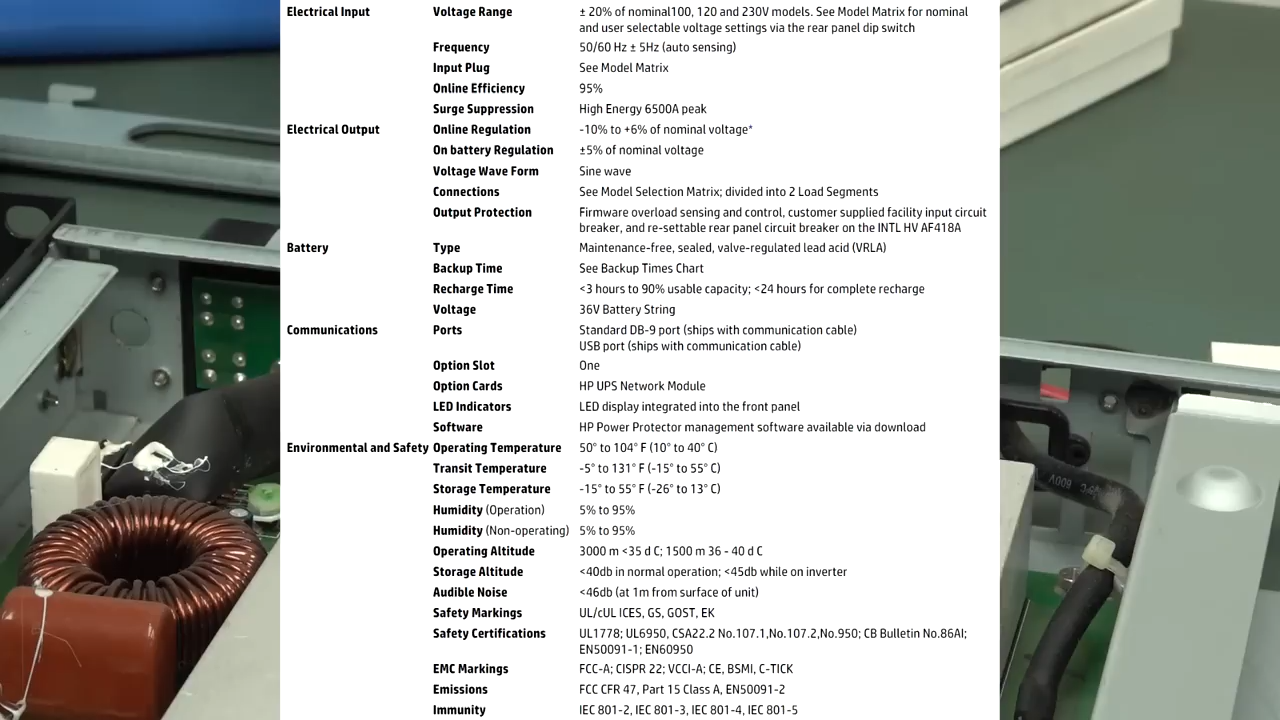 Electrical Input Voltage Range ± 20% of nominal100, 120 and 230V models. See Model Matrix for nominal
and user selectable voltage settings via the rear panel dip switch
Frequency 50/60 Hz ± 5Hz (auto sensing)
Input Plug See Model Matrix
Online Efficiency 95%
Surge Suppression High Energy 6500A peak
Electrical Output Online Regulation -10% to +6% of nominal voltage*
On battery Regulation ±5% of nominal voltage
Voltage Wave Form Sine wave
Connections See Model Selection Matrix; divided into 2 Load Segments
Output Protection Firmware overload sensing and control, customer supplied facility input circuit
breaker, and re-settable rear panel circuit breaker on the INTL HV AF418A
Battery Type Maintenance-free, sealed, valve-regulated lead acid (VRLA)
Backup Time See Backup Times Chart
Recharge Time <3 hours to 90% usable capacity; <24 hours for complete recharge
Voltage 36V Battery String
Communications Ports Standard DB-9 port (ships with communication cable)
USB port (ships with communication cable)
Option Slot One
Option Cards HP UPS Network Module
LED Indicators LED display integrated into the front panel
Software HP Power Protector management software available via download
Environmental and Safety Operating Temperature 50° to 104° F (10° to 40° C)
Transit Temperature -5° to 131° F (-15° to 55° C)
Storage Temperature -15° to 55° F (-26° to 13° C)
Humidity (Operation) 5% to 95%
Humidity (Non-operating) 5% to 95%
Operating Altitude 3000 m <35 d C; 1500 m 36 - 40 d C
Storage Altitude <40db in normal operation; <45db while on inverter
Audible Noise <46db (at 1m from surface of unit)
Safety Markings UL/cUL ICES, GS, GOST, EK
Safety Certifications UL1778; UL6950, CSA22.2 No.107.1,No.107.2,No.950; CB Bulletin No.86AI;
EN50091-1; EN60950
EMC Markings FCC-A; CISPR 22; VCCI-A; CE, BSMI, C-TICK
Emissions FCC CFR 47, Part 15 Class A, EN50091-2
Immunity IEC 801-2, IEC 801-3, IEC 801-4, IEC 801-5
600V